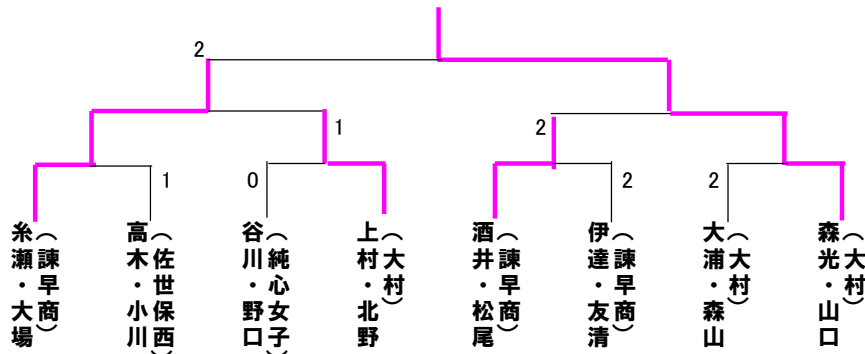 2
1
2
1
0
2
2
糸瀬・大場
（諫早商）
高木・小川
（佐世保西）
谷川・野口
（純心女子）
上村・北野
（大村）
酒井・松尾
（諫早商）
伊達・友清
（諫早商）
大浦・森山
（大村）
森光・山口
（大村）